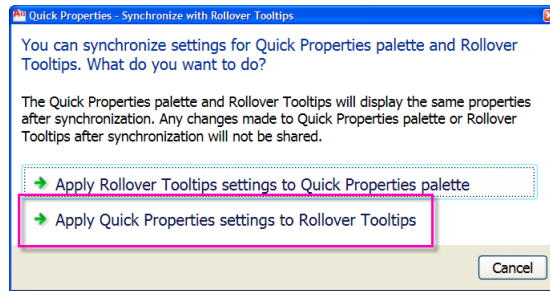 Quick Properties - Synchronize with Rollover Tooltips
You can synchronize settings for Quick Properties palette and Rollover
Tooltips. What do you want to do?
The Quick Properties palette and Rollover Tooltips will display the same properties
after synchronization. Any changes made to Quick Properties palette or Rollover
Tooltips after synchronization will not be shared.
Apply Rollover Tooltips settings to Quick Properties palette
Apply Quick Properties settings to Rollover Tooltips
Cancel